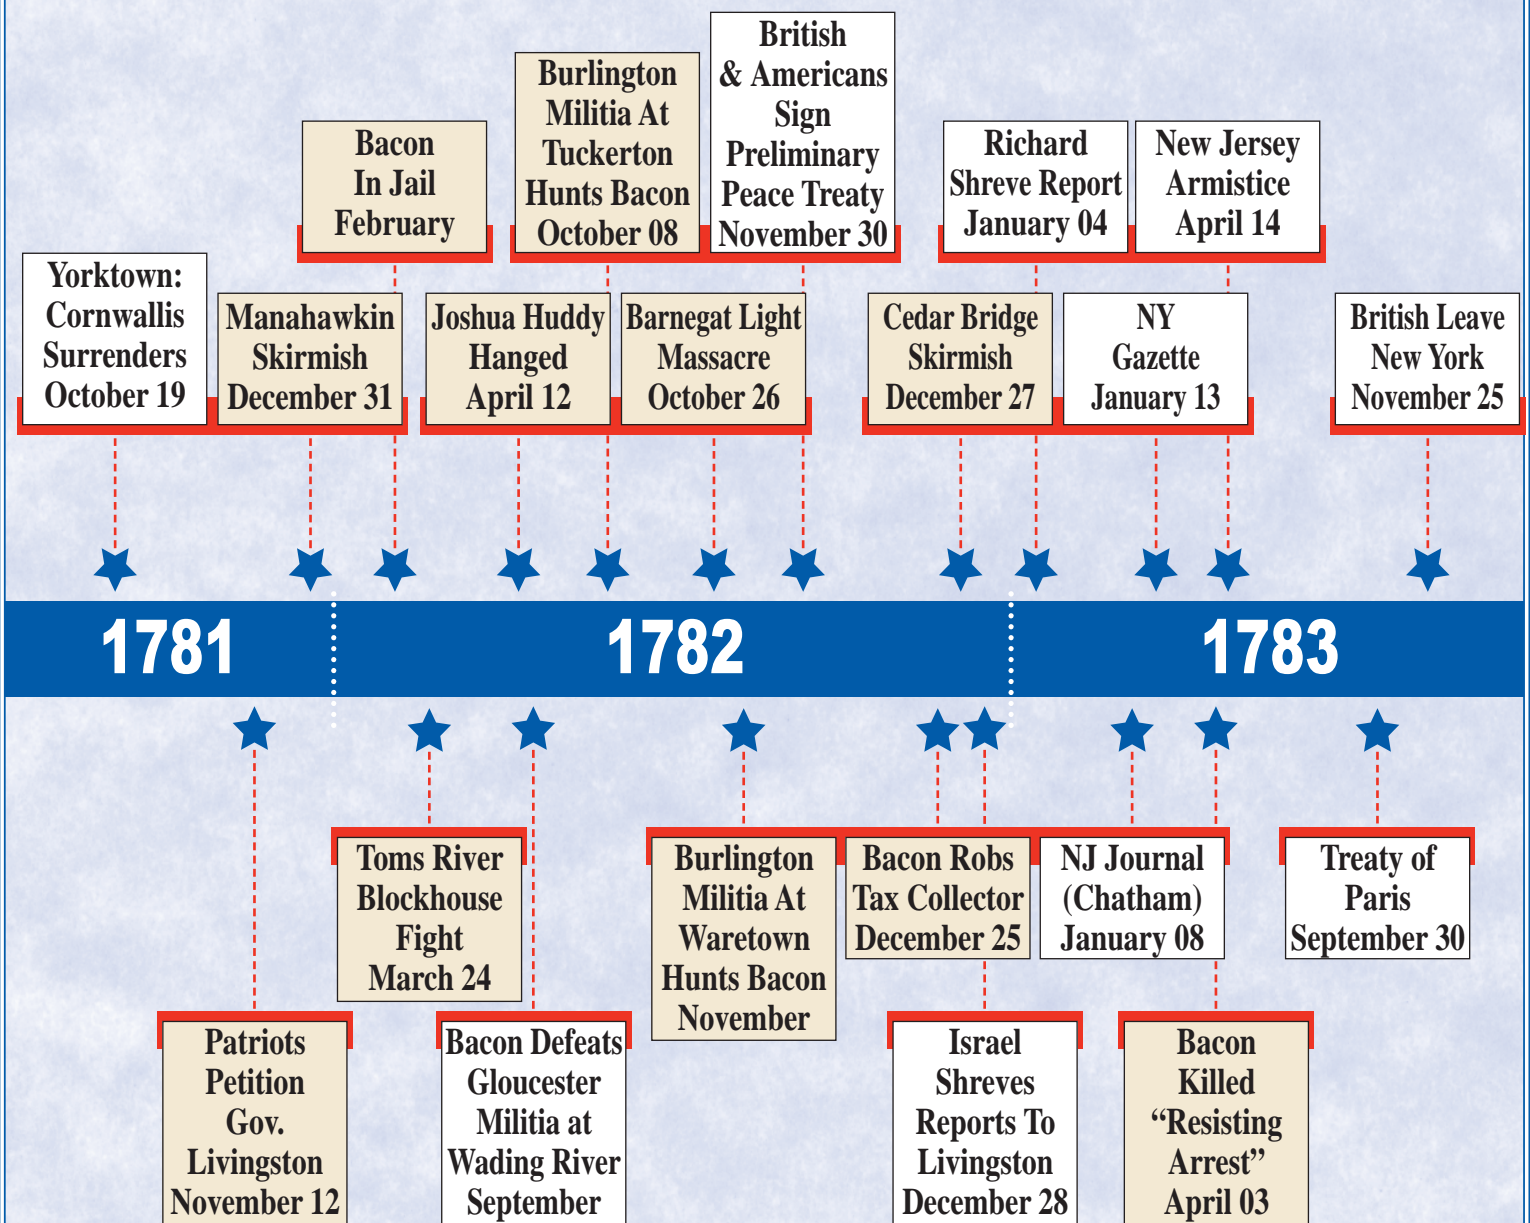 British
& Americans
Sign
Preliminary
Peace Treaty
November 30
Burlington
Militia At
Tuckerton
Hunts Bacon
October 08
Bacon
In Jail
February
Richard
Shreve Report
January 04
New Jersey
Armistice
April 14
Yorktown:
Cornwallis
Surrenders
October 19
Manahawkin
Skirmish
December 31
Joshua Huddy
Hanged
April 12
Barnegat Light
Massacre
October 26
Cedar Bridge
Skirmish
December 27
NY
Gazette
January 13
British Leave
New York
November 25
1781
1782
1783
Toms River
Blockhouse
Fight
March 24
Burlington
Militia At
Waretown
Hunts Bacon
November
Bacon Robs
Tax Collector
December 25
NJ Journal
(Chatham)
January 08
Treaty of
Paris
September 30
Patriots
Petition
Gov.
Livingston
November 12
Bacon Defeats
Gloucester
Militia at
Wading River
September
Israel
Shreves
Reports To
Livingston
December 28
Bacon
Killed
“Resisting
Arrest”
April 03